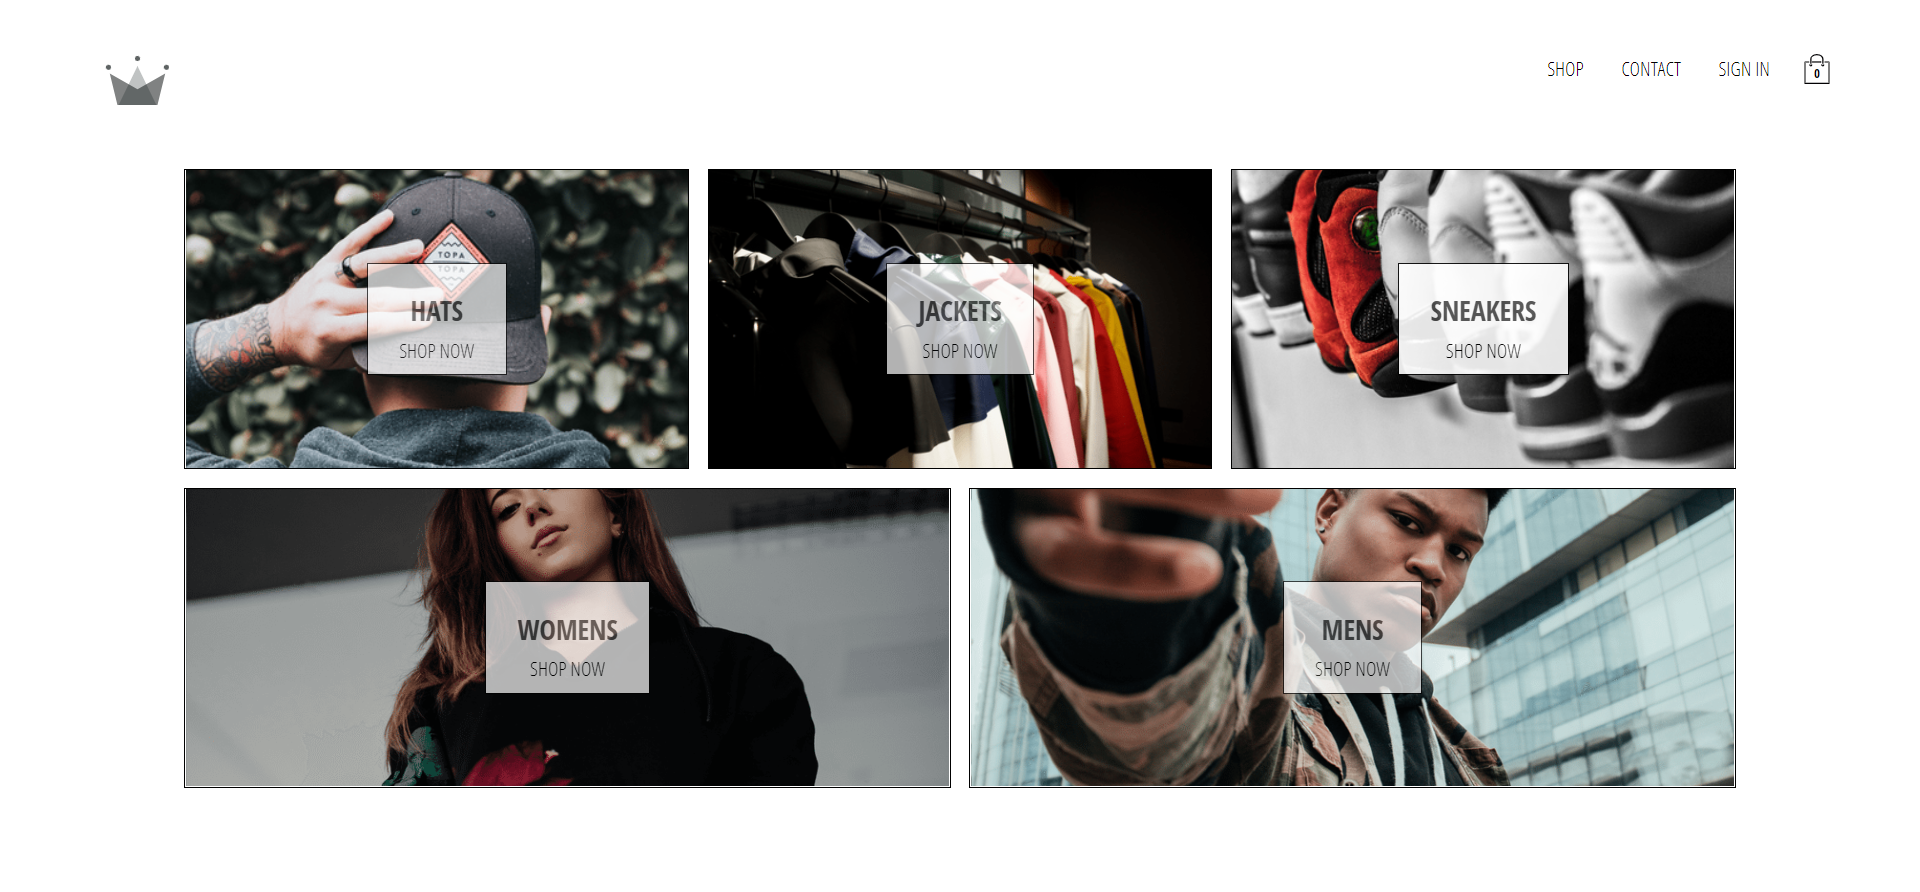 SHOP
CONTACT
SIGN IN
0
TOPA
TOPA
HATS
SHOP NOW
JACKETS
SHOP NOW
SNEAKERS
SHOP NOW
WOMENS
SHOP NOW
MENS
SHOP NOW